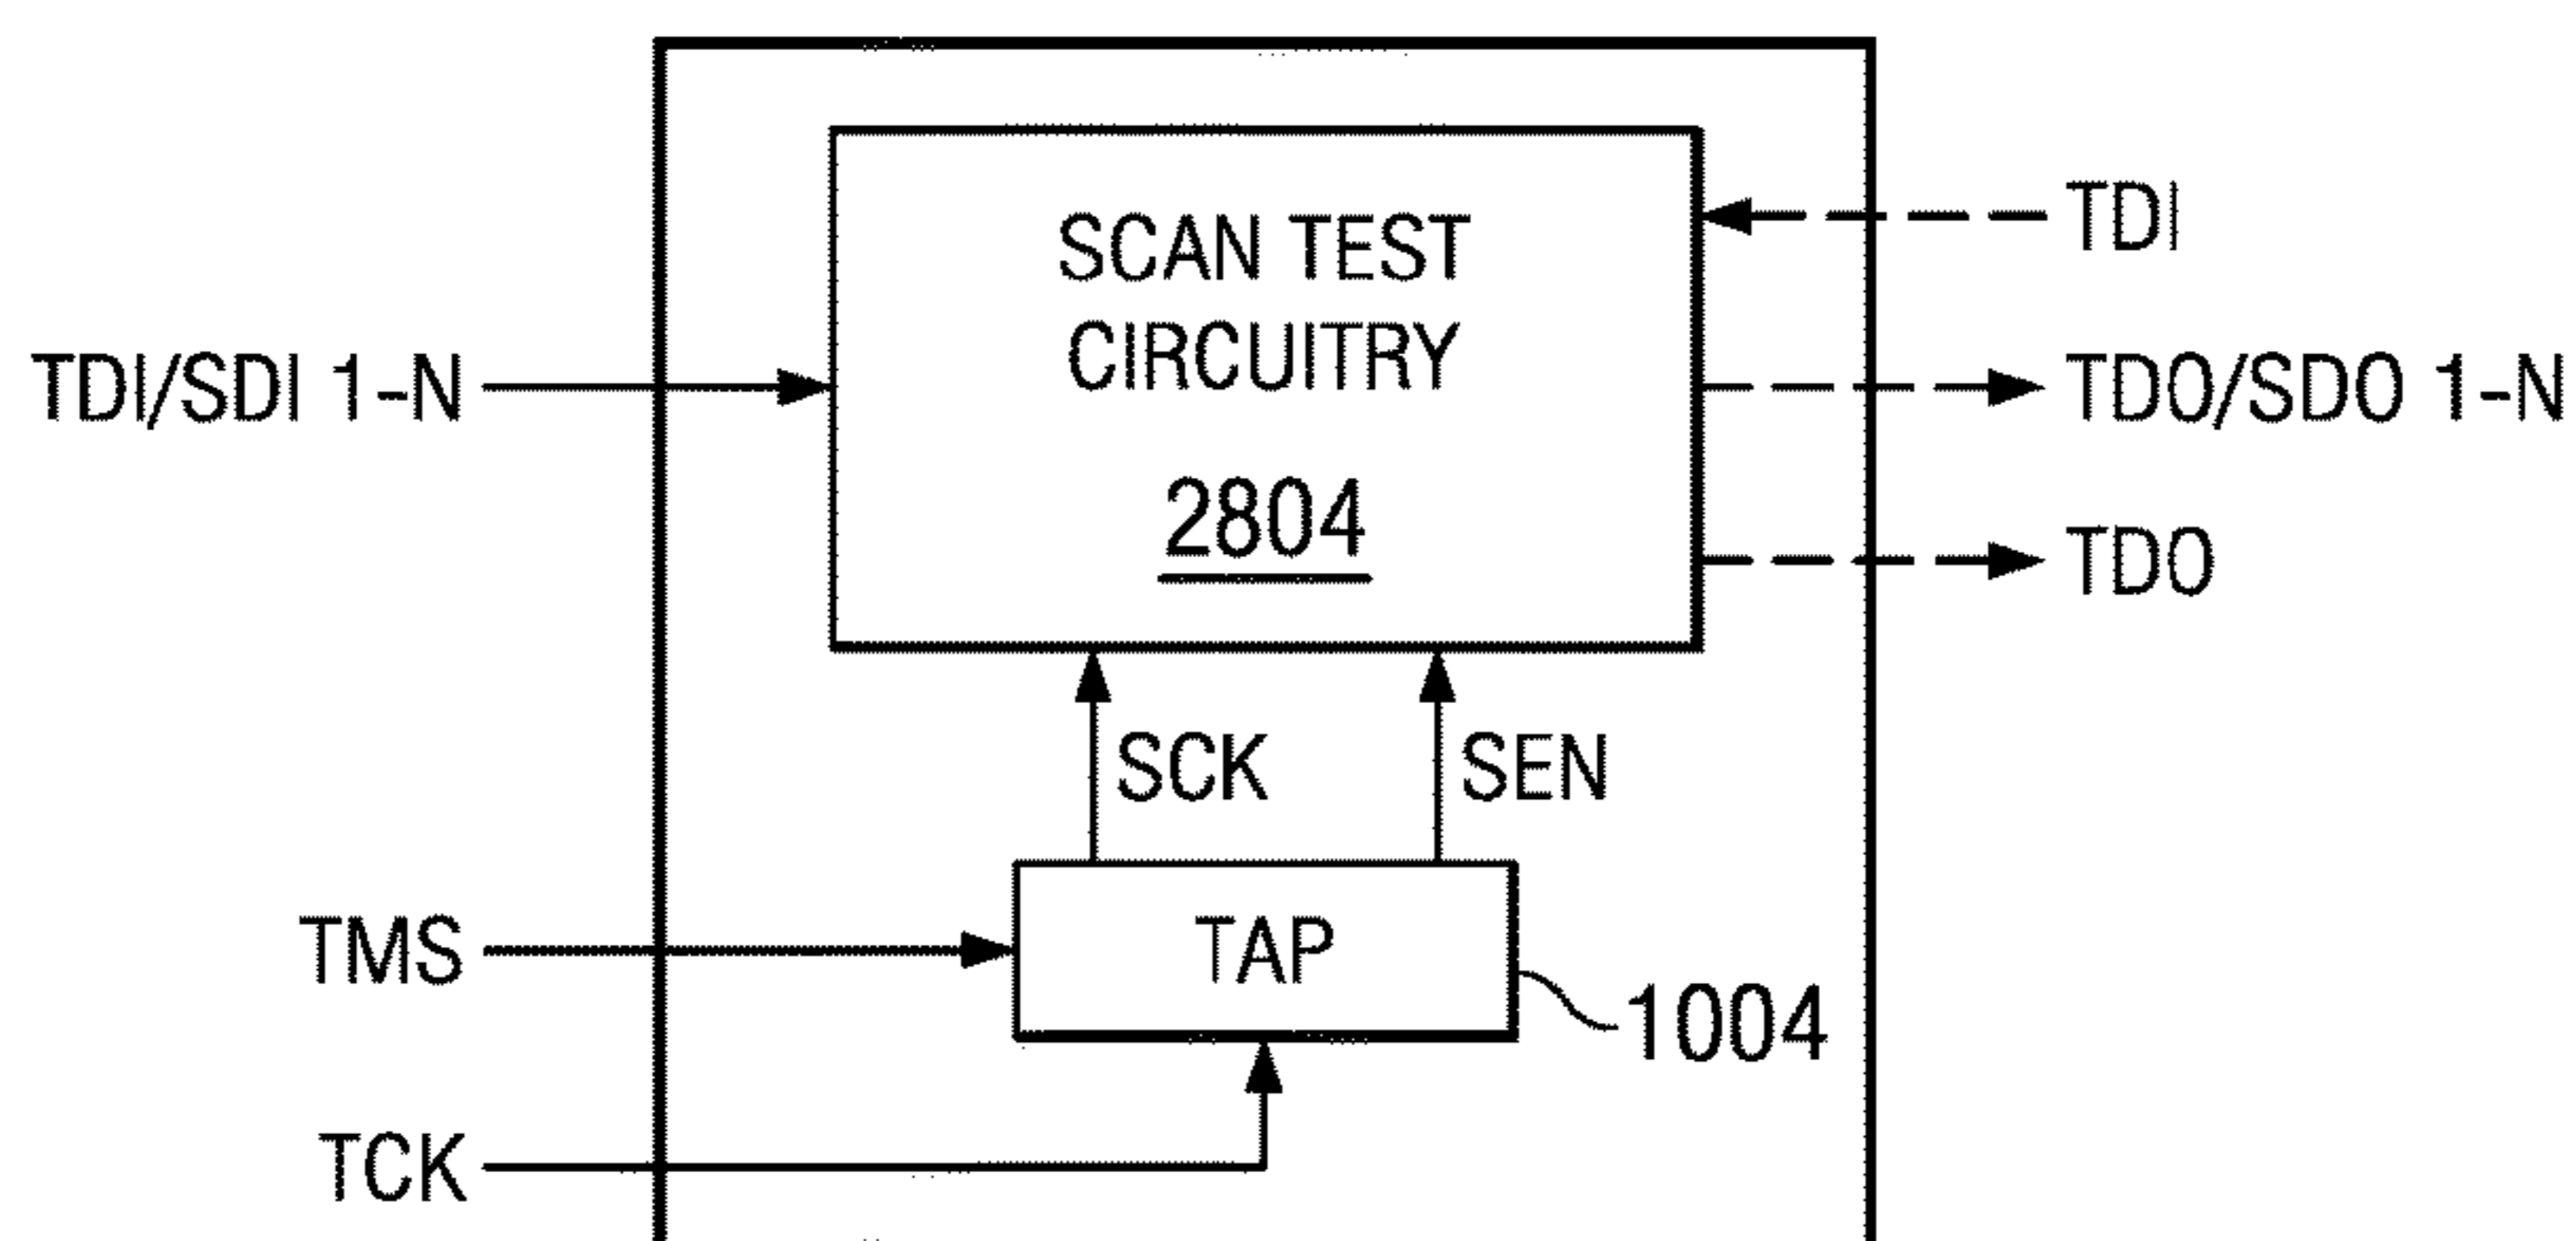 SCAN TEST
CIRCUITRY
2804
TDI
TDI/SDI 1-N
TDO/SDO 1-N
TDO
SCK
SEN
TMS
TAP
1004
TCK